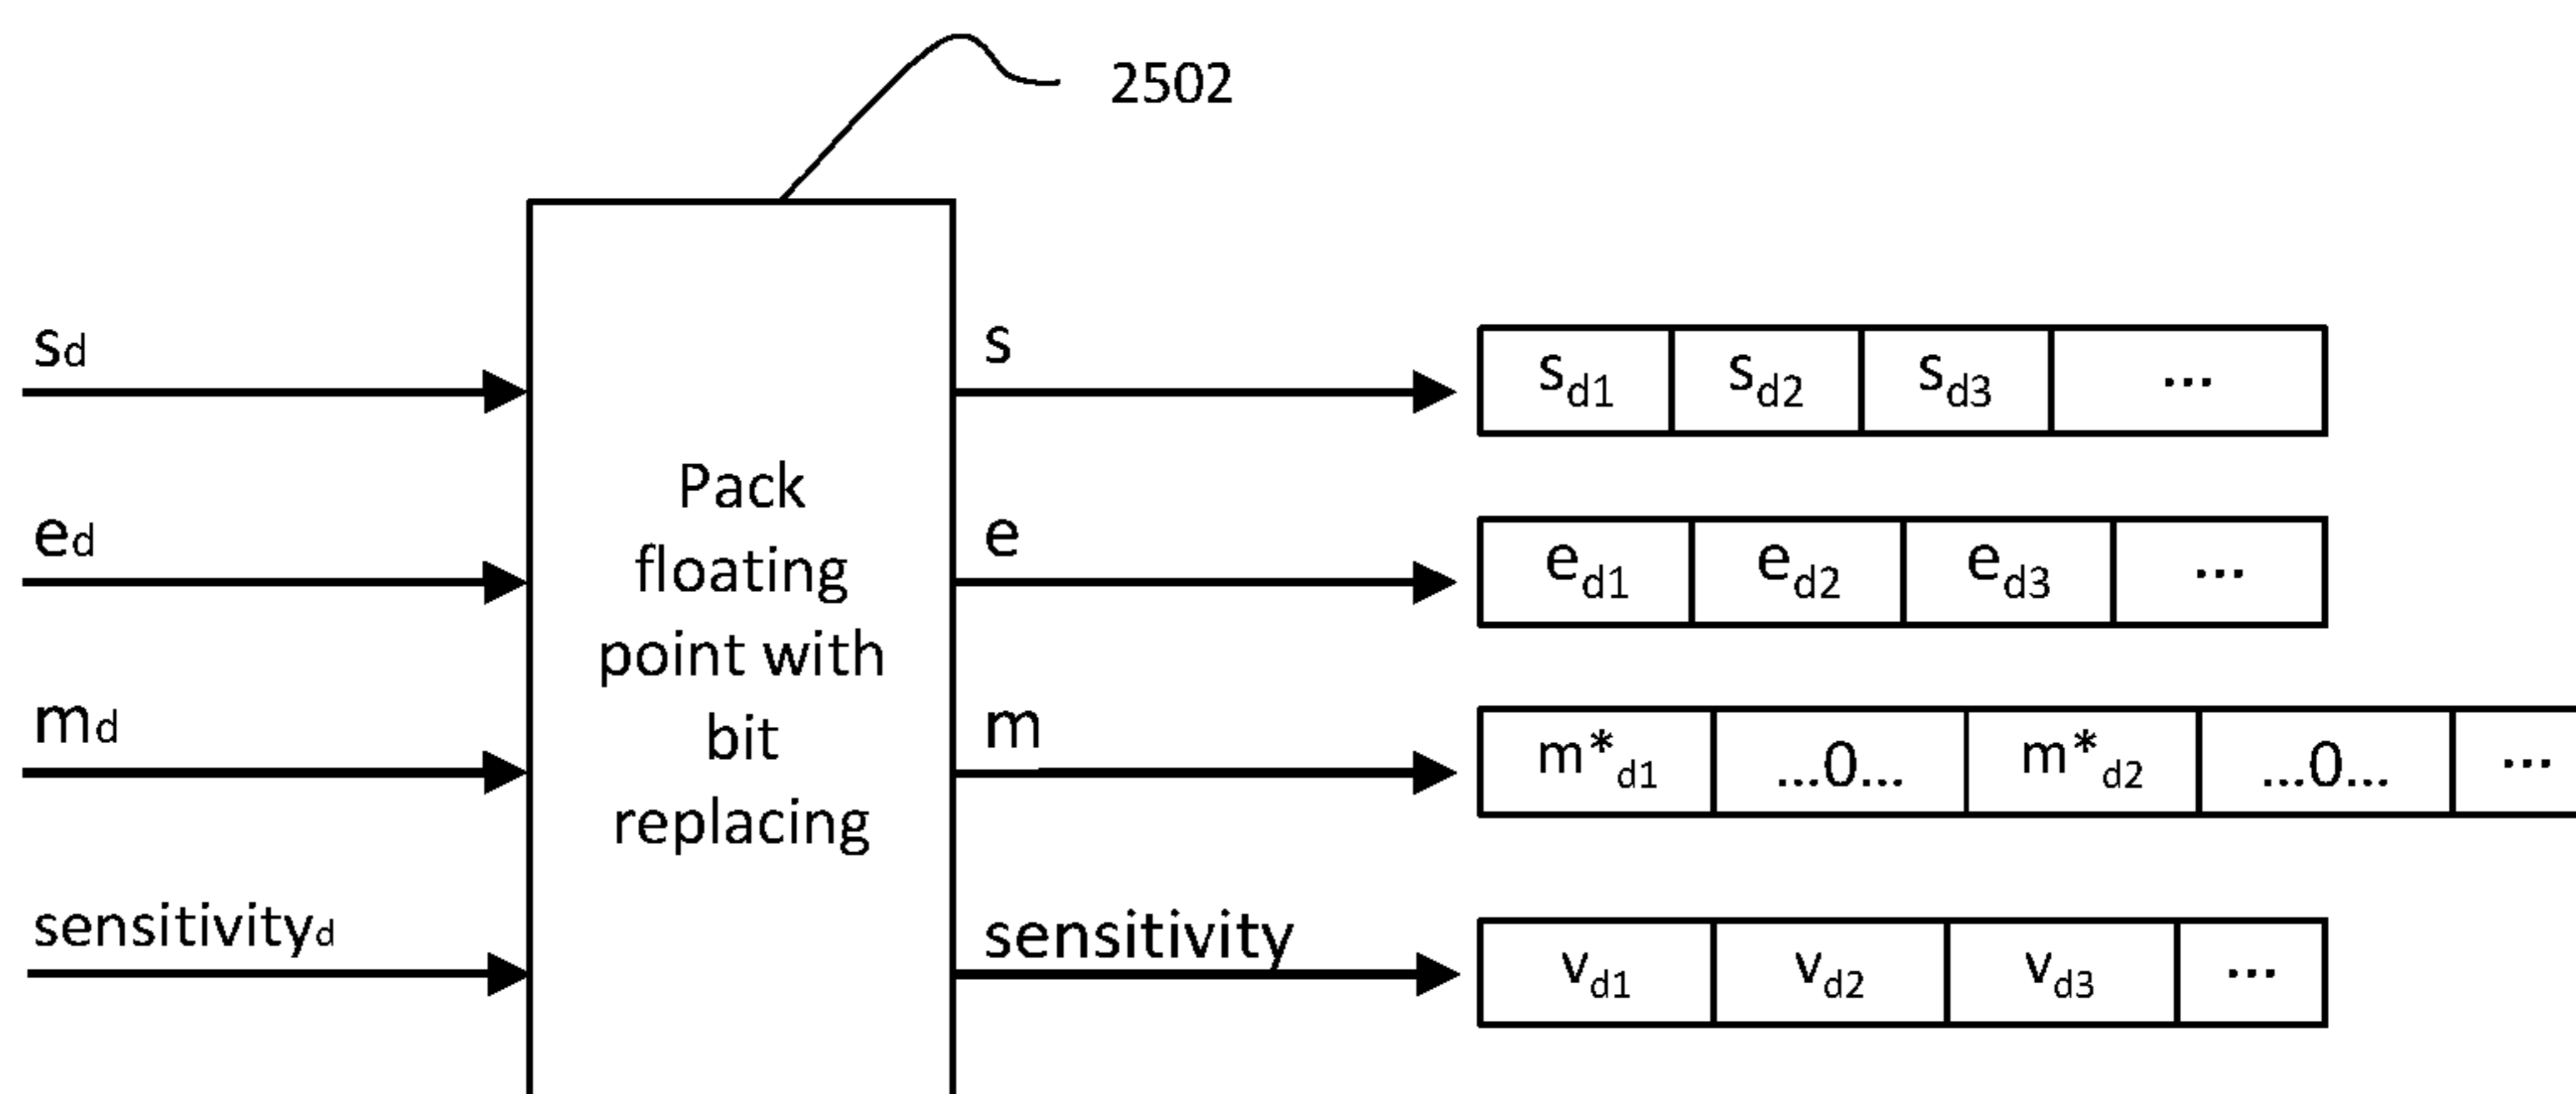 2502
sd
s
sd1 sd2 sd3 ...
Pack
floating
point with
bit
replacing
ed
e
ed1 ed2 ed3 ...
md
m
m*d1 ...0... m*d2 ...0... ...
sensitivityd
sensitivity
vd1 vd2 vd3 ...